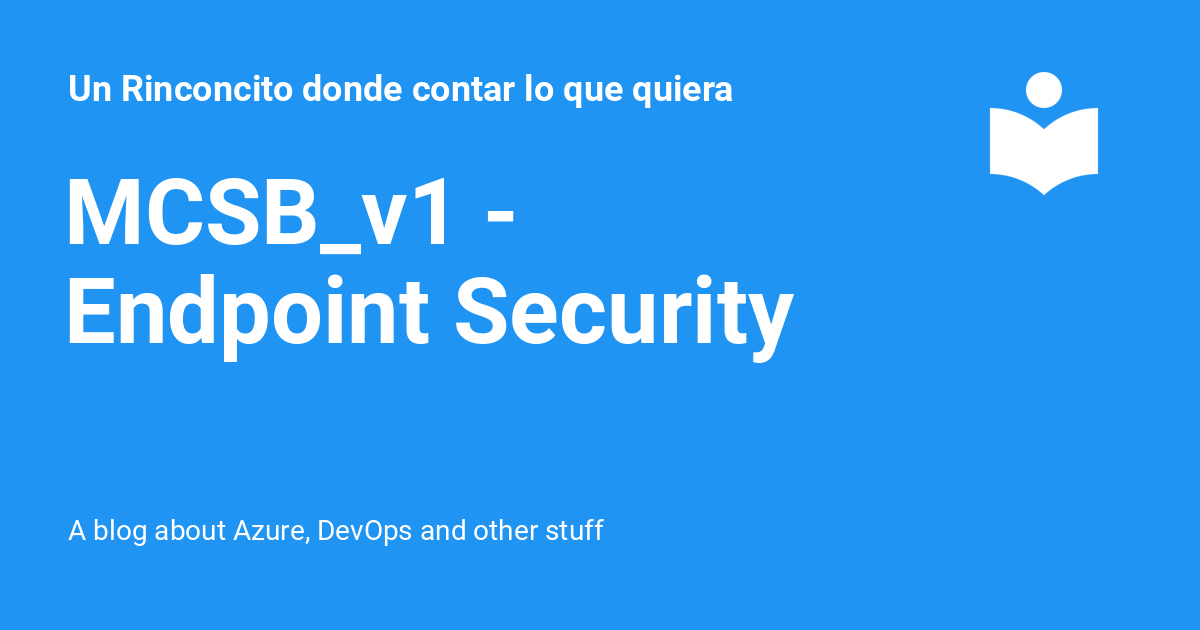 Un Rinconcito donde contar lo que quiera
MCSB_v1 -
Endpoint Security
A blog about Azure, DevOps and other stuff